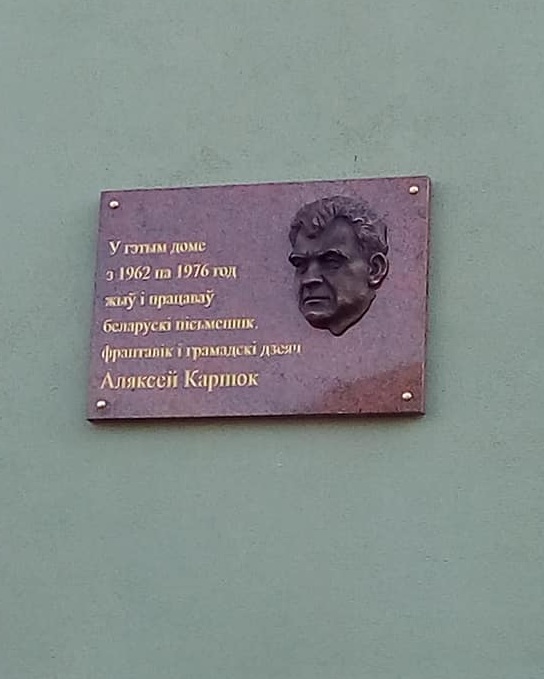 У гэтым доме
з 1962 па 1976 год
жыў і працаваў
беларускі пісьменнік,
франтавік і грамадскі дзеяч
Аляксей Карпюк